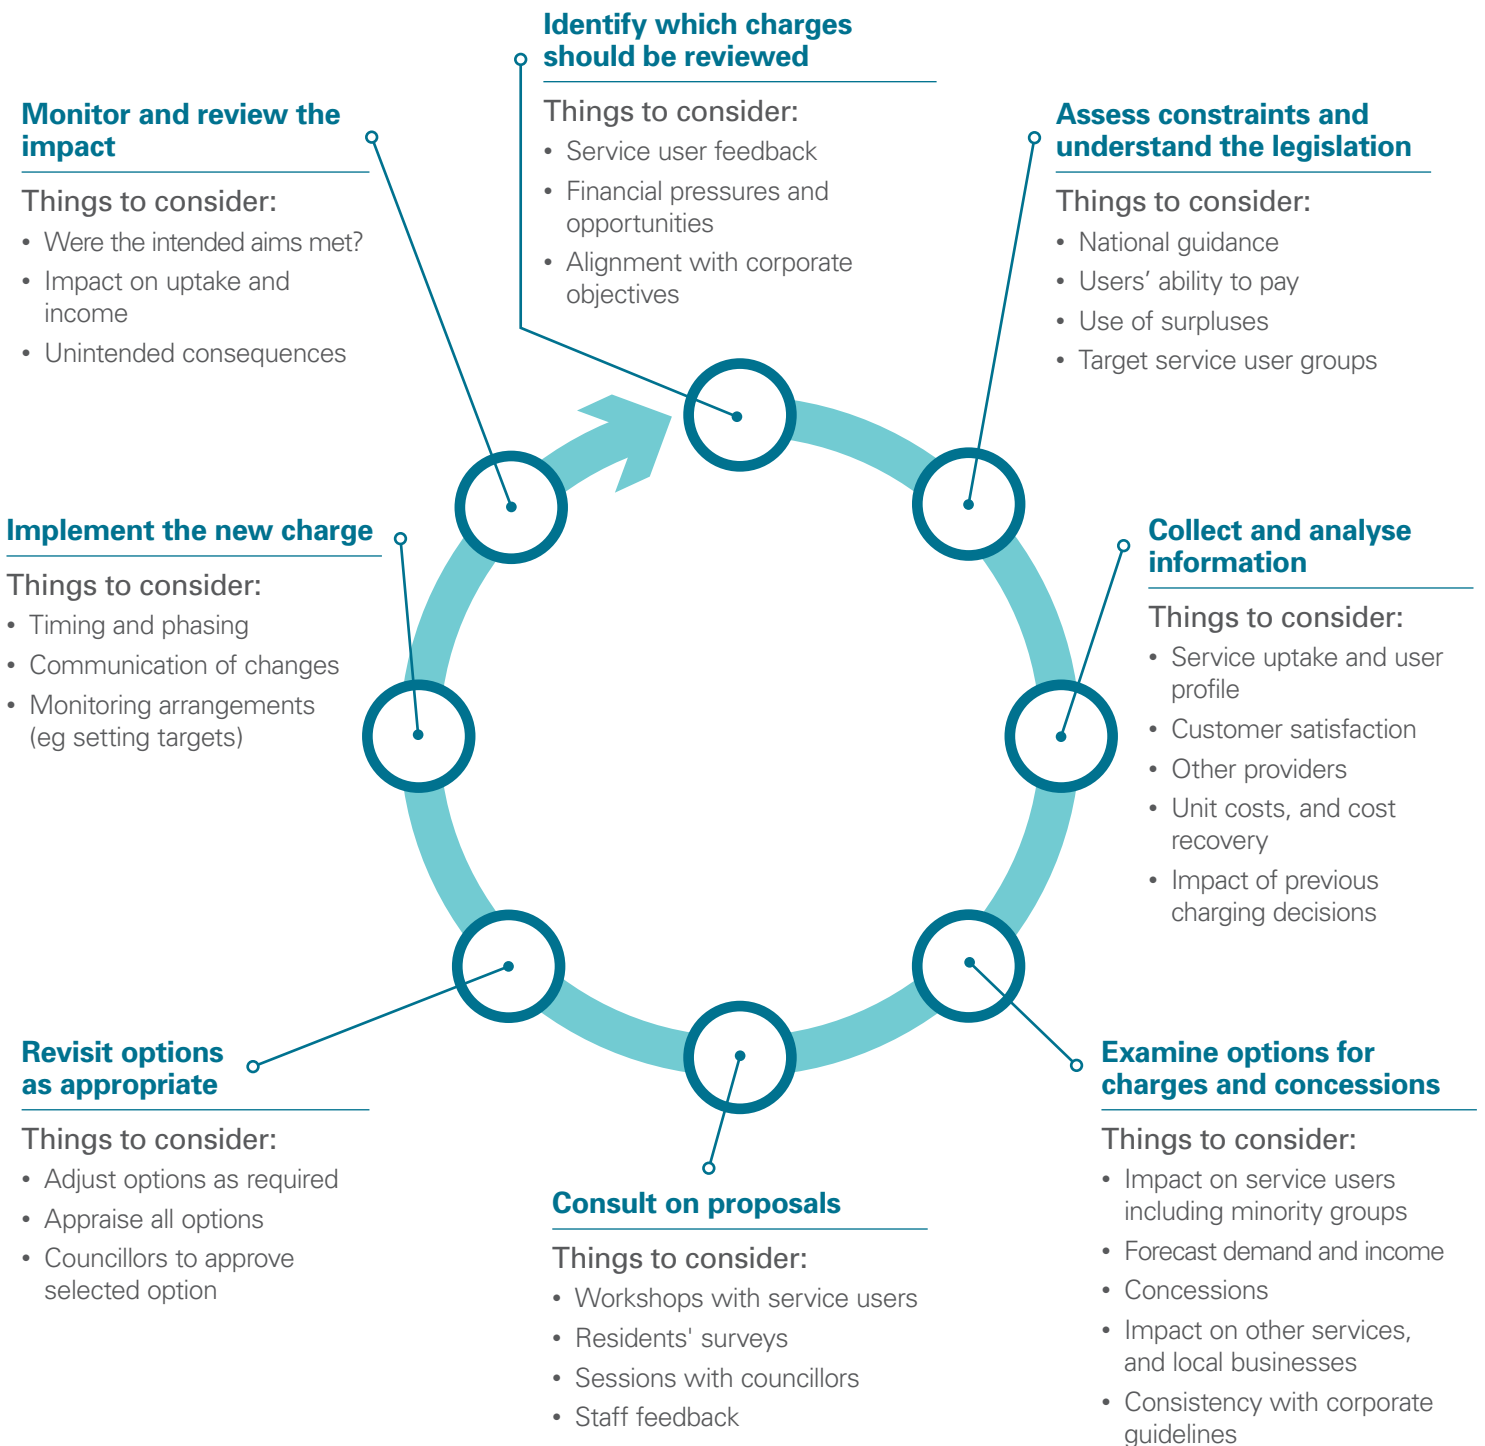 Identify which charges
should be reviewed
Things to consider:
• Service user feedback
• Financial pressures and
opportunities
• Alignment with corporate
objectives
Assess constraints and
understand the legislation
Things to consider:
• National guidance
• Users’ ability to pay
• Use of surpluses
• Target service user groups
Collect and analyse
information
Things to consider:
• Service uptake and user
profile
• Customer satisfaction
• Other providers
• Unit costs, and cost
recovery
• Impact of previous
charging decisions
Examine options for
charges and concessions
Things to consider:
• Impact on service users
including minority groups
• Forecast demand and income
• Concessions
• Impact on other services,
and local businesses
• Consistency with corporate
guidelines
Consult on proposals
Things to consider:
• Workshops with service users
• Residents' surveys
• Sessions with councillors
• Staff feedback
Revisit options
as appropriate
Things to consider:
• Adjust options as required
• Appraise all options
• Councillors to approve
selected option
Implement the new charge
Things to consider:
• Timing and phasing
• Communication of changes
• Monitoring arrangements
(eg setting targets)
Monitor and review the
impact
Things to consider:
• Were the intended aims met?
• Impact on uptake and
income
• Unintended consequences